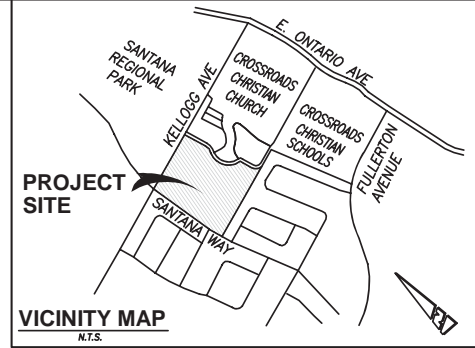 E. ONTARIO AVE
SANTANA
REGIONAL
PARK
KELLOGG AVE
CROSSROADS
CHRISTIAN
CHURCH
CROSSROADS
CHRISTIAN
SCHOOLS
FULLERTON
AVENUE
PROJECT
SITE
SANTANA WAY
VICINITY MAP
N.T.S.